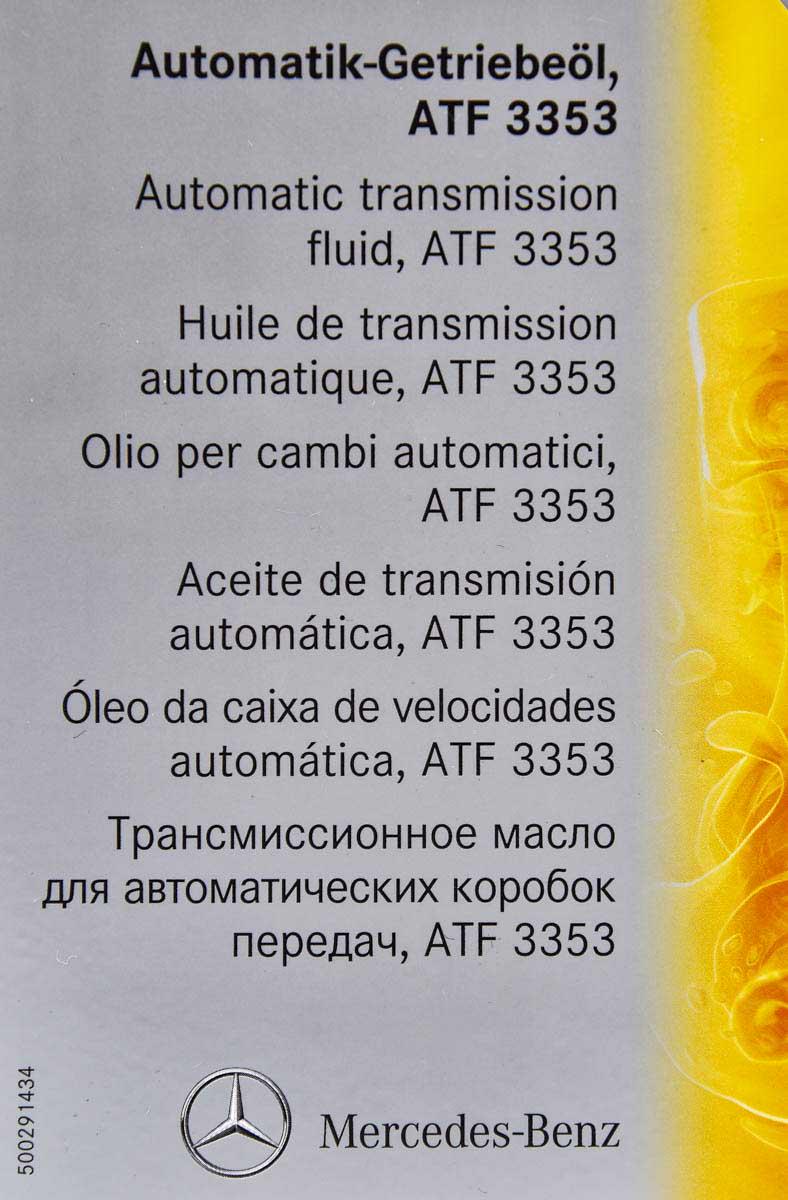 Automatik-Getriebeöl,
ATF 3353
Automatic transmission
fluid, ATF 3353
Huile de transmission
automatique, ATF 3353
Olio per cambi automatici,
ATF 3353
Aceite de transmisión
automática, ATF 3353
Óleo da caixa de velocidades
automática, ATF 3353
Трансмиссионное масло
для автоматических коробок
передач, ATF 3353
500291434
Mercedes-Benz